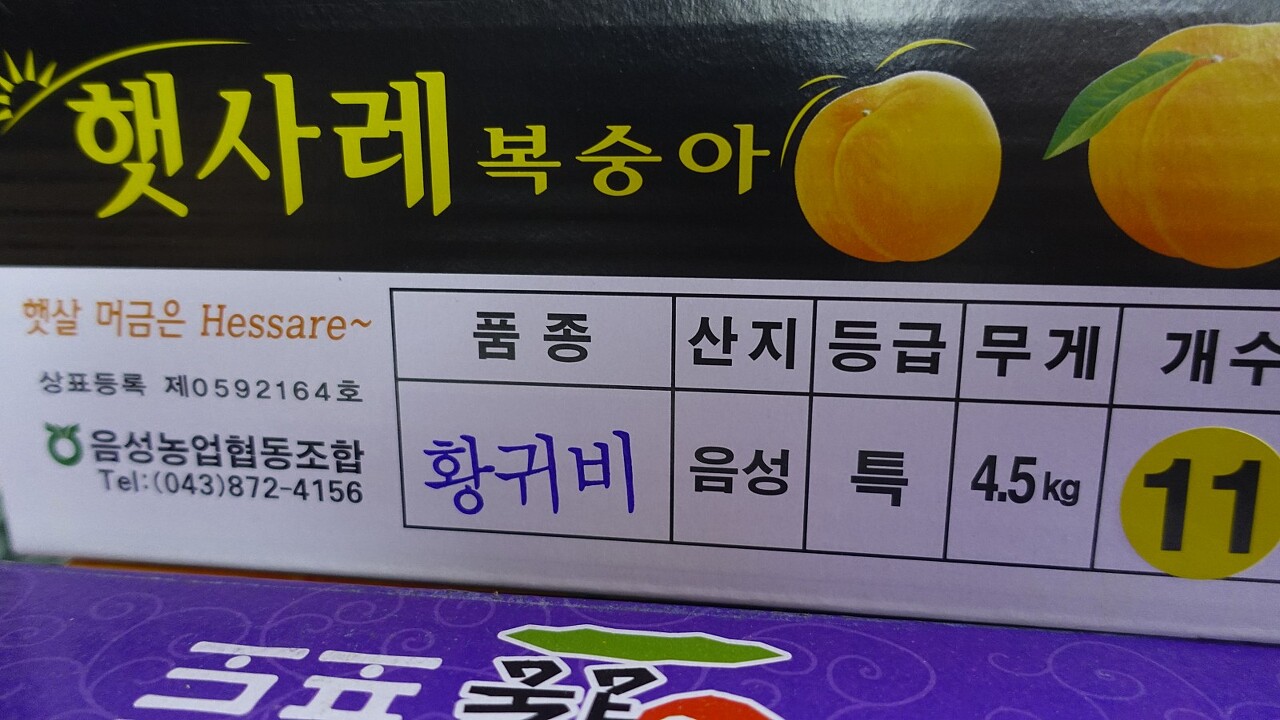 햇사레 복숭아
햇살 머금은 Hessare~
상표등록 제0592164호
음성농업협동조합
Tel:(043)872-4156
품종 산지 등급 무게 개수
황귀비 음성 특 4.5kg 11